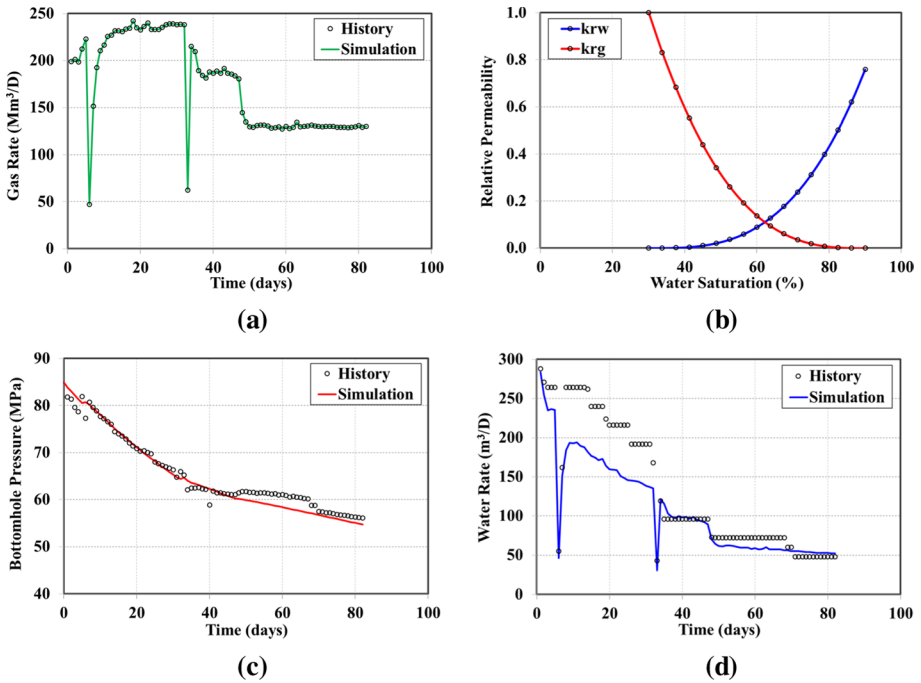 250
200
150
100
50
0
Gas Rate (Mm³/D)
History
Simulation
0 20 40 60 80 100
Time (days)
(a)
1.0
0.8
0.6
0.4
0.2
0.0
Relative Permeability
krw
krg
0 20 40 60 80 100
Water Saturation (%)
(b)
90
80
70
60
50
40
Bottomhole Pressure (MPa)
History
Simulation
0 20 40 60 80 100
Time (days)
(c)
300
250
200
150
100
50
0
Water Rate (m³/D)
History
Simulation
0 20 40 60 80 100
Time (days)
(d)